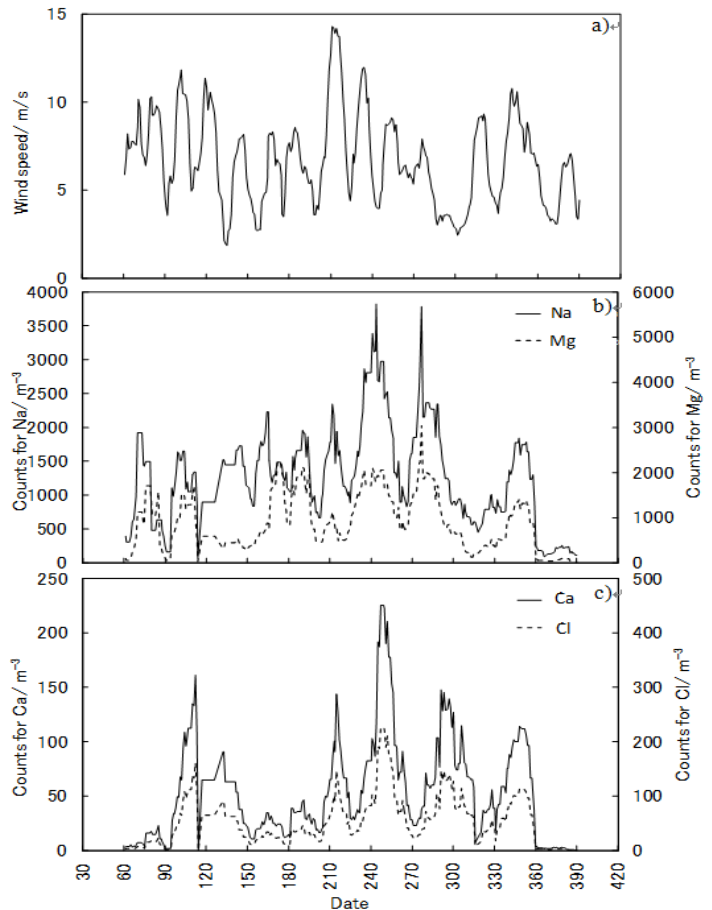 a)↵
Wind speed/ m/s
15
10
5
0
b)↵
Counts for Na/ m⁻³
4000
3500
3000
2500
2000
1500
1000
500
0
Na
Mg
6000
5000
4000
3000
2000
1000
0
Counts for Mg/ m⁻³
c)↵
Counts for Ca/ m⁻³
250
200
150
100
50
0
Ca
Cl
500
400
300
200
100
0
Counts for Cl/ m⁻³
30 60 90 120 150 180 210 240 270 300 330 360 390 420
Date